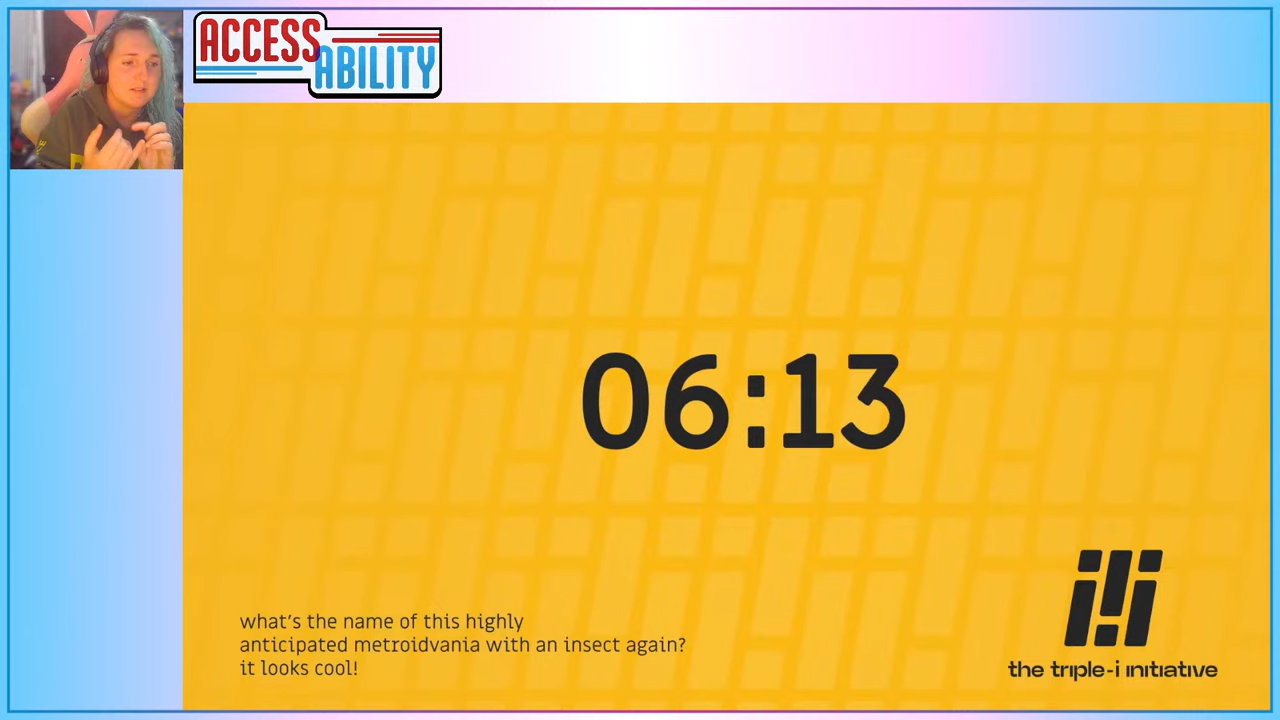 ACCESS
ABILITY
06:13
what's the name of this highly
anticipated metroidvania with an insect again?
it looks cool!
the triple-i initiative